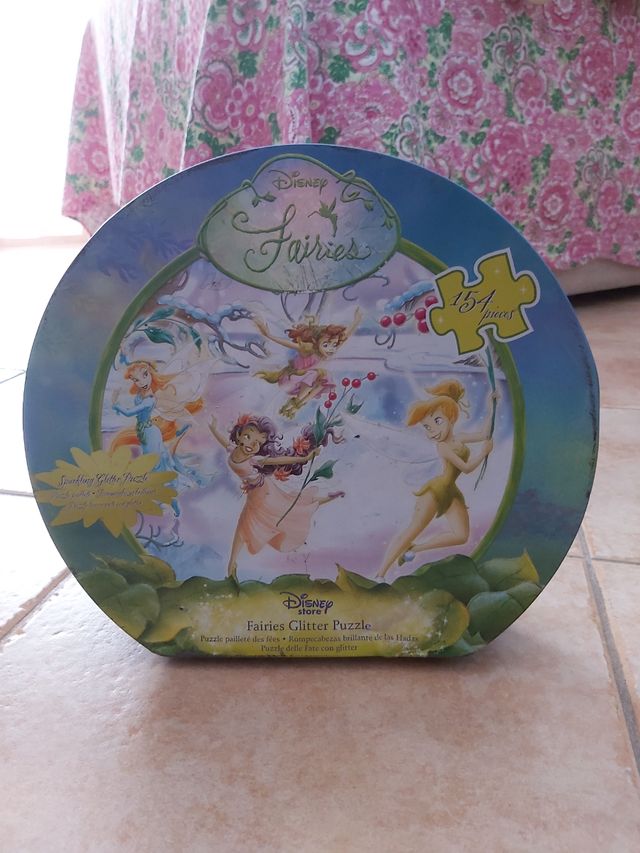 Disney
Fairies
154
pieces
Sparkling Glitter Puzzle
Disney
store
Fairies Glitter Puzzle
Puzzle pailleté des fées • Rompecabezas brillante de las Hadas
Puzzle delle Fate con glitter